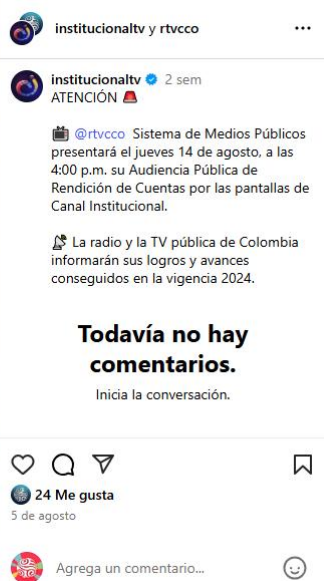 institucionaltv y rtvcco
institucionaltv 2 sem
ATENCIÓN 🚨
📺 @rtvcco Sistema de Medios Públicos
presentará el jueves 14 de agosto, a las
4:00 p.m. su Audiencia Pública de
Rendición de Cuentas por las pantallas de
Canal Institucional.
📡 La radio y la TV pública de Colombia
informarán sus logros y avances
conseguidos en la vigencia 2024.
Todavía no hay
comentarios.
Inicia la conversación.
24 Me gusta
5 de agosto
Agrega un comentario...